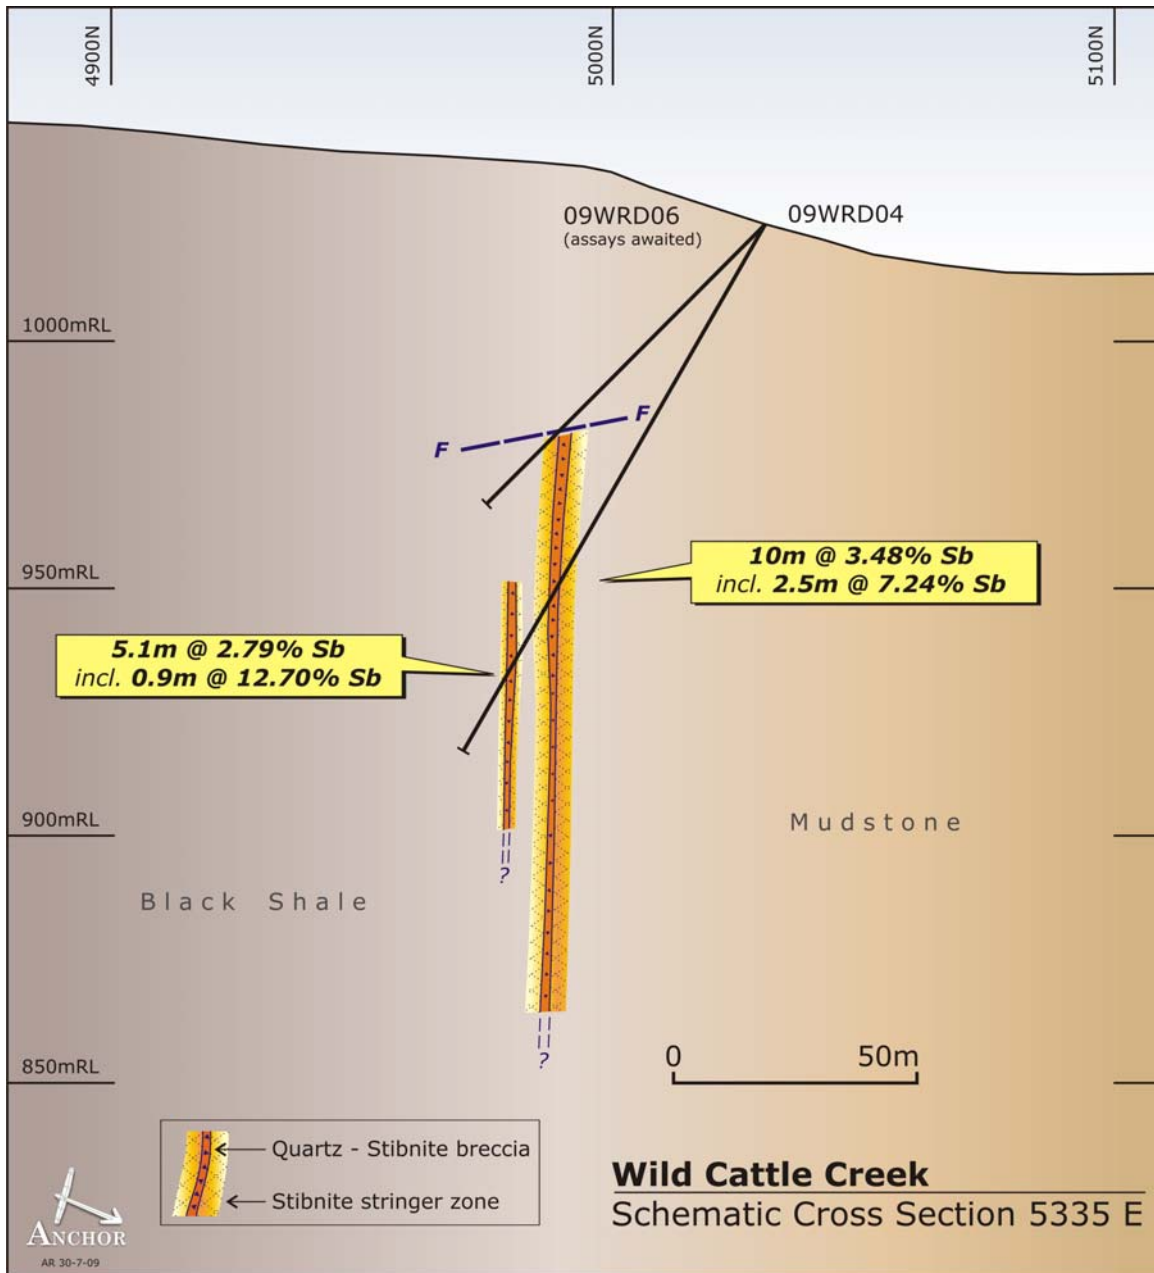 4900N
5000N
5100N
09WRD06
(assays awaited)
09WRD04
1000mRL
F
F
950mRL
10m @ 3.48% Sb
incl. 2.5m @ 7.24% Sb
5.1m @ 2.79% Sb
incl. 0.9m @ 12.70% Sb
900mRL
Mudstone
?
Black Shale
?
0 50m
850mRL
Quartz - Stibnite breccia
Stibnite stringer zone
Wild Cattle Creek
Schematic Cross Section 5335 E
ANCHOR
AR 30-7-09